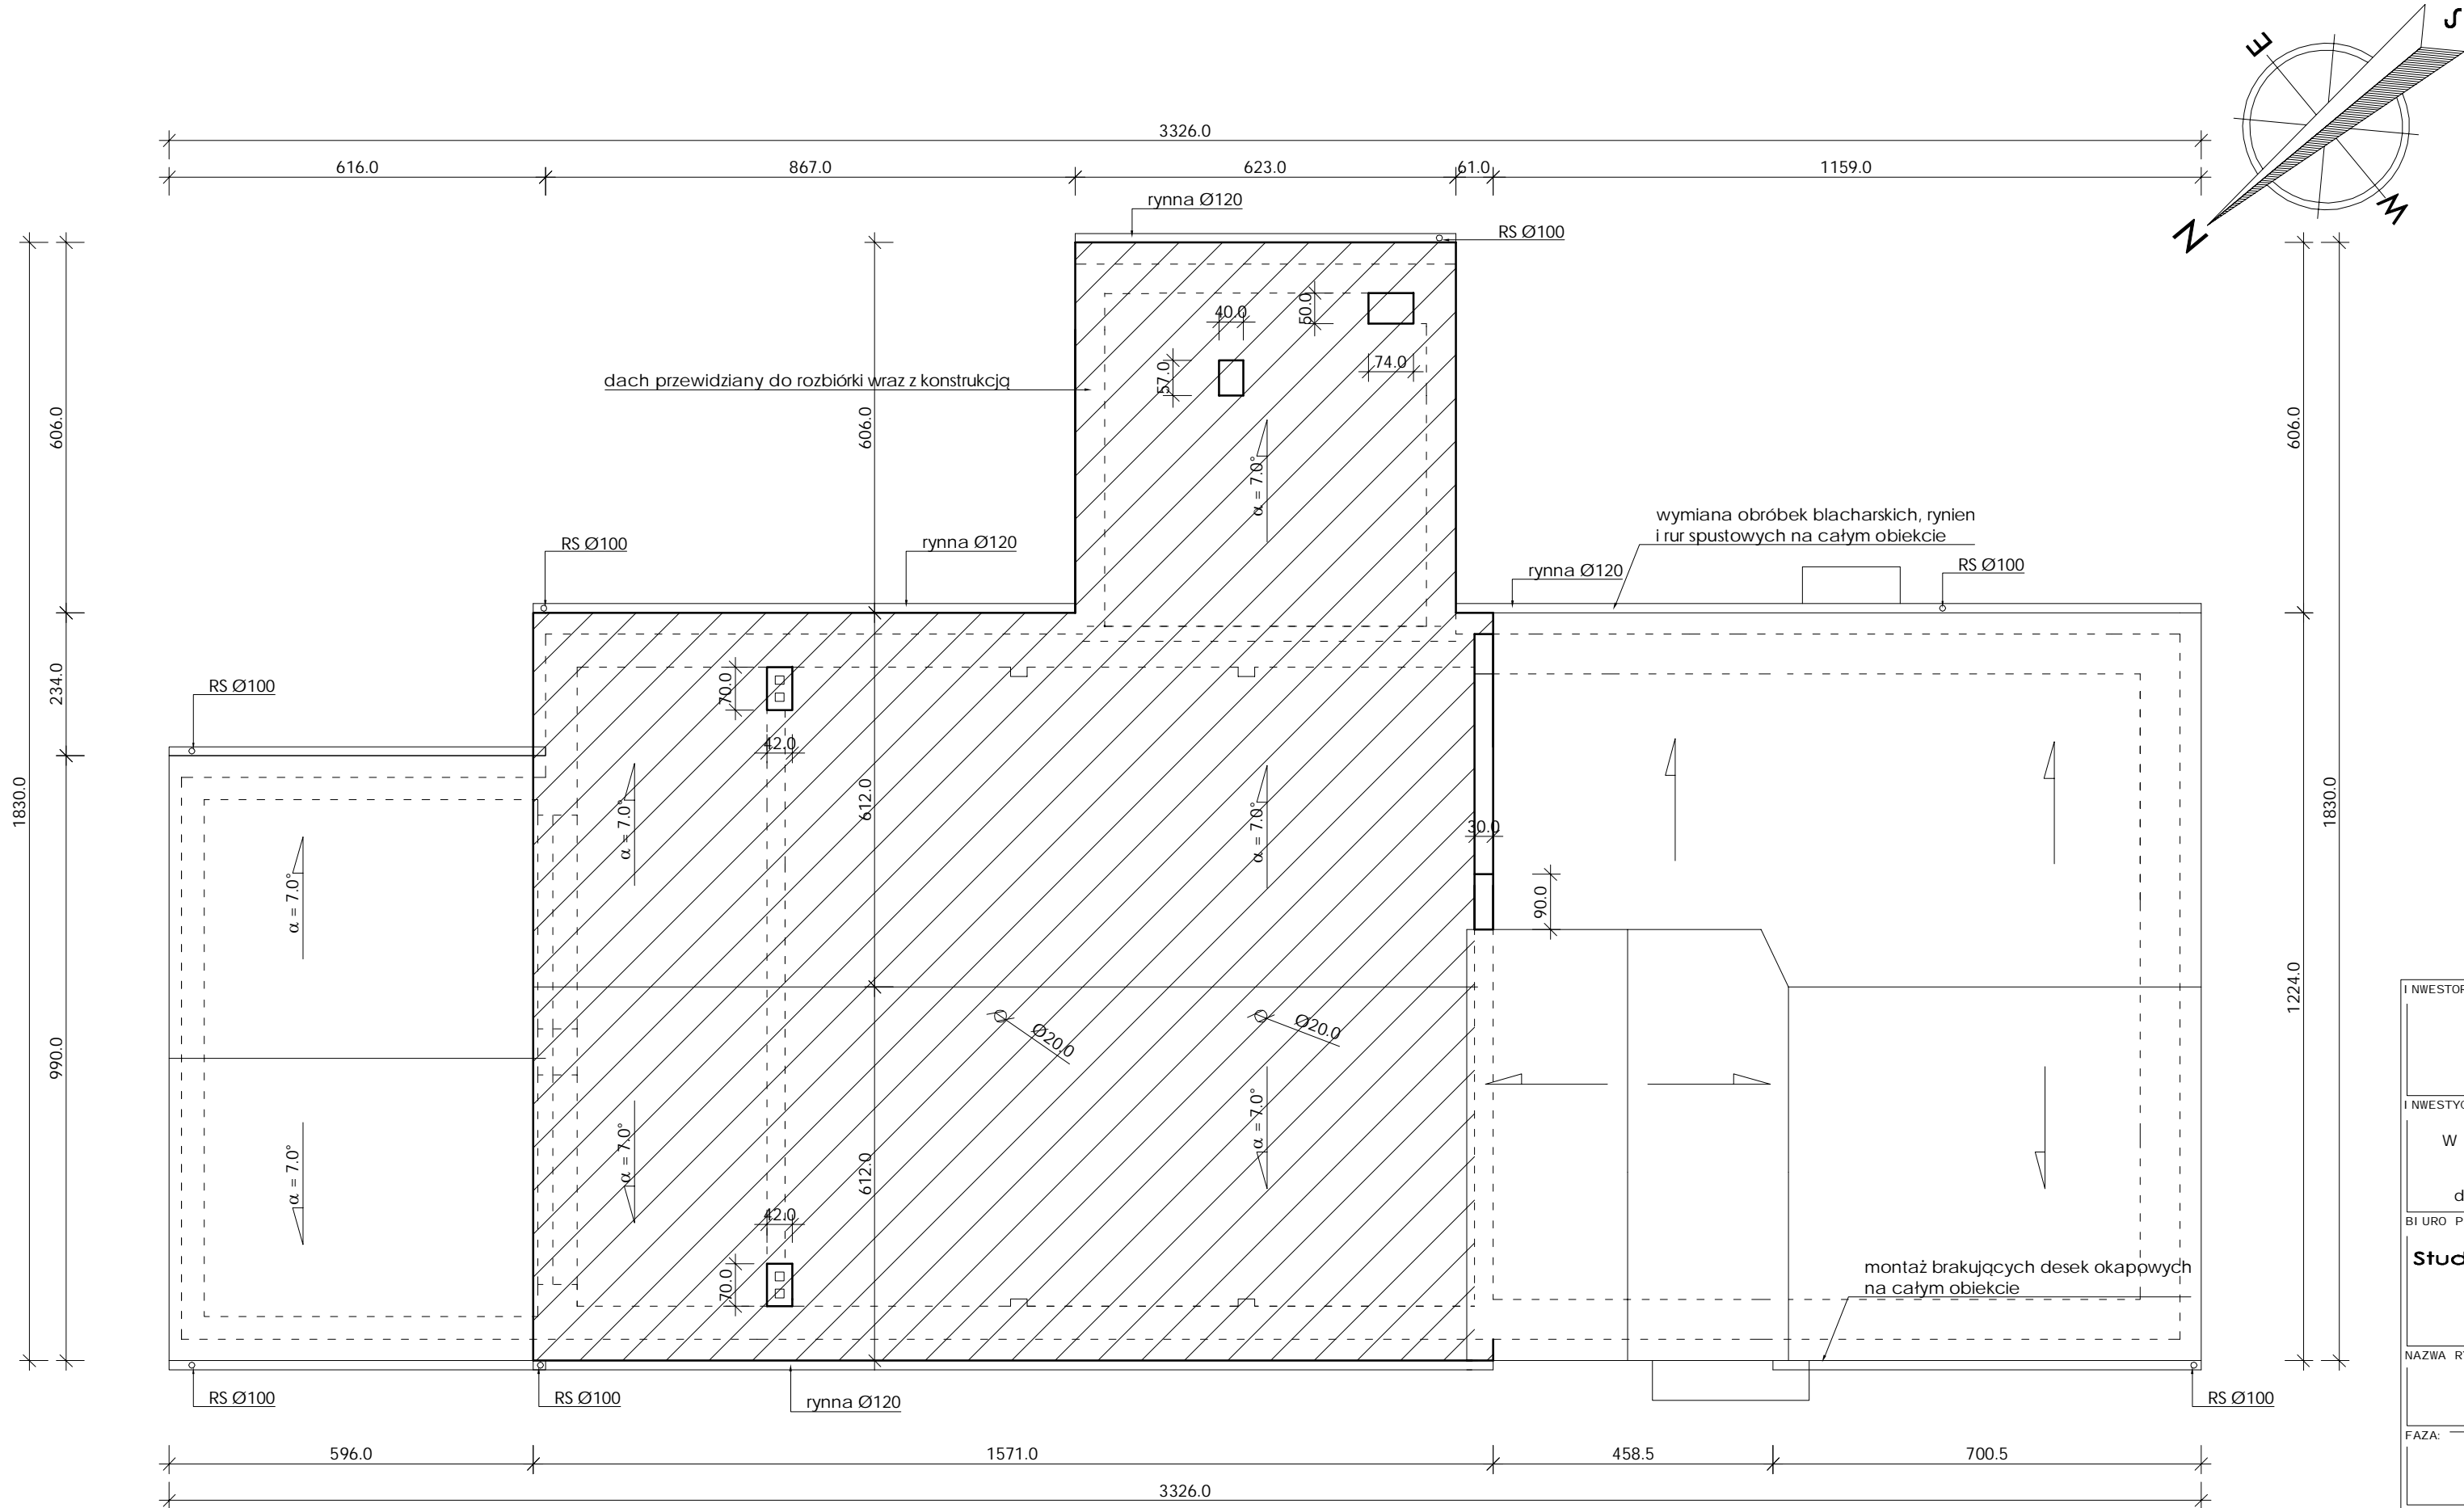 S
E
W
N
3326.0
616.0
867.0
623.0
61.0
1159.0
rynna Ø120
RS Ø100
50.0
40.0
74.0
57.0
dach przewidziany do rozbiórki wraz z konstrukcją
606.0
606.0
606.0
α = 7.0°
wymiana obróbek blacharskich, rynien
i rur spustowych na całym obiekcie
RS Ø100
rynna Ø120
rynna Ø120
RS Ø100
234.0
RS Ø100
70.0
42.0
1830.0
612.0
α = 7.0°
α = 7.0°
30.0
1830.0
α = 7.0°
90.0
1224.0
990.0
Ø20.0
Ø20.0
α = 7.0°
α = 7.0°
α = 7.0°
612.0
42.0
70.0
montaż brakujących desek okapowych
na całym obiekcie
RS Ø100
RS Ø100
rynna Ø120
RS Ø100
596.0
1571.0
458.5
700.5
3326.0
INWESTOR
INWESTYC
W
d
BIURO P
Stud
NAZWA R
FAZA: